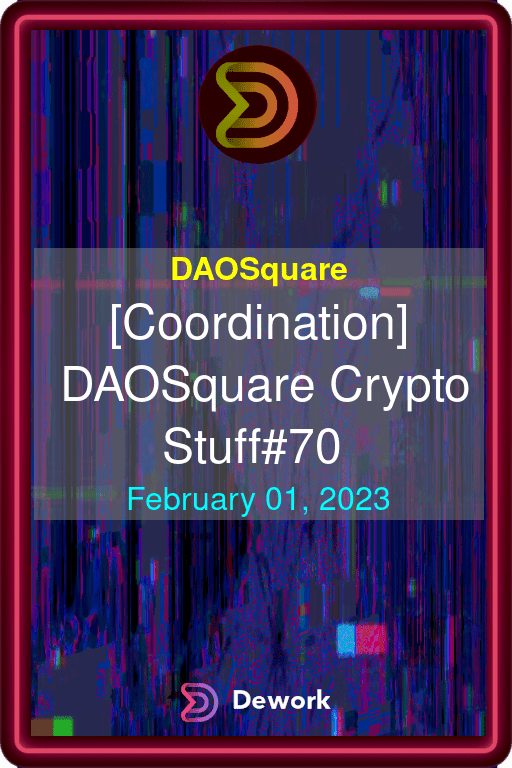 DAOSquare
[Coordination]
DAOSquare Crypto
Stuff#70
February 01, 2023
Dework